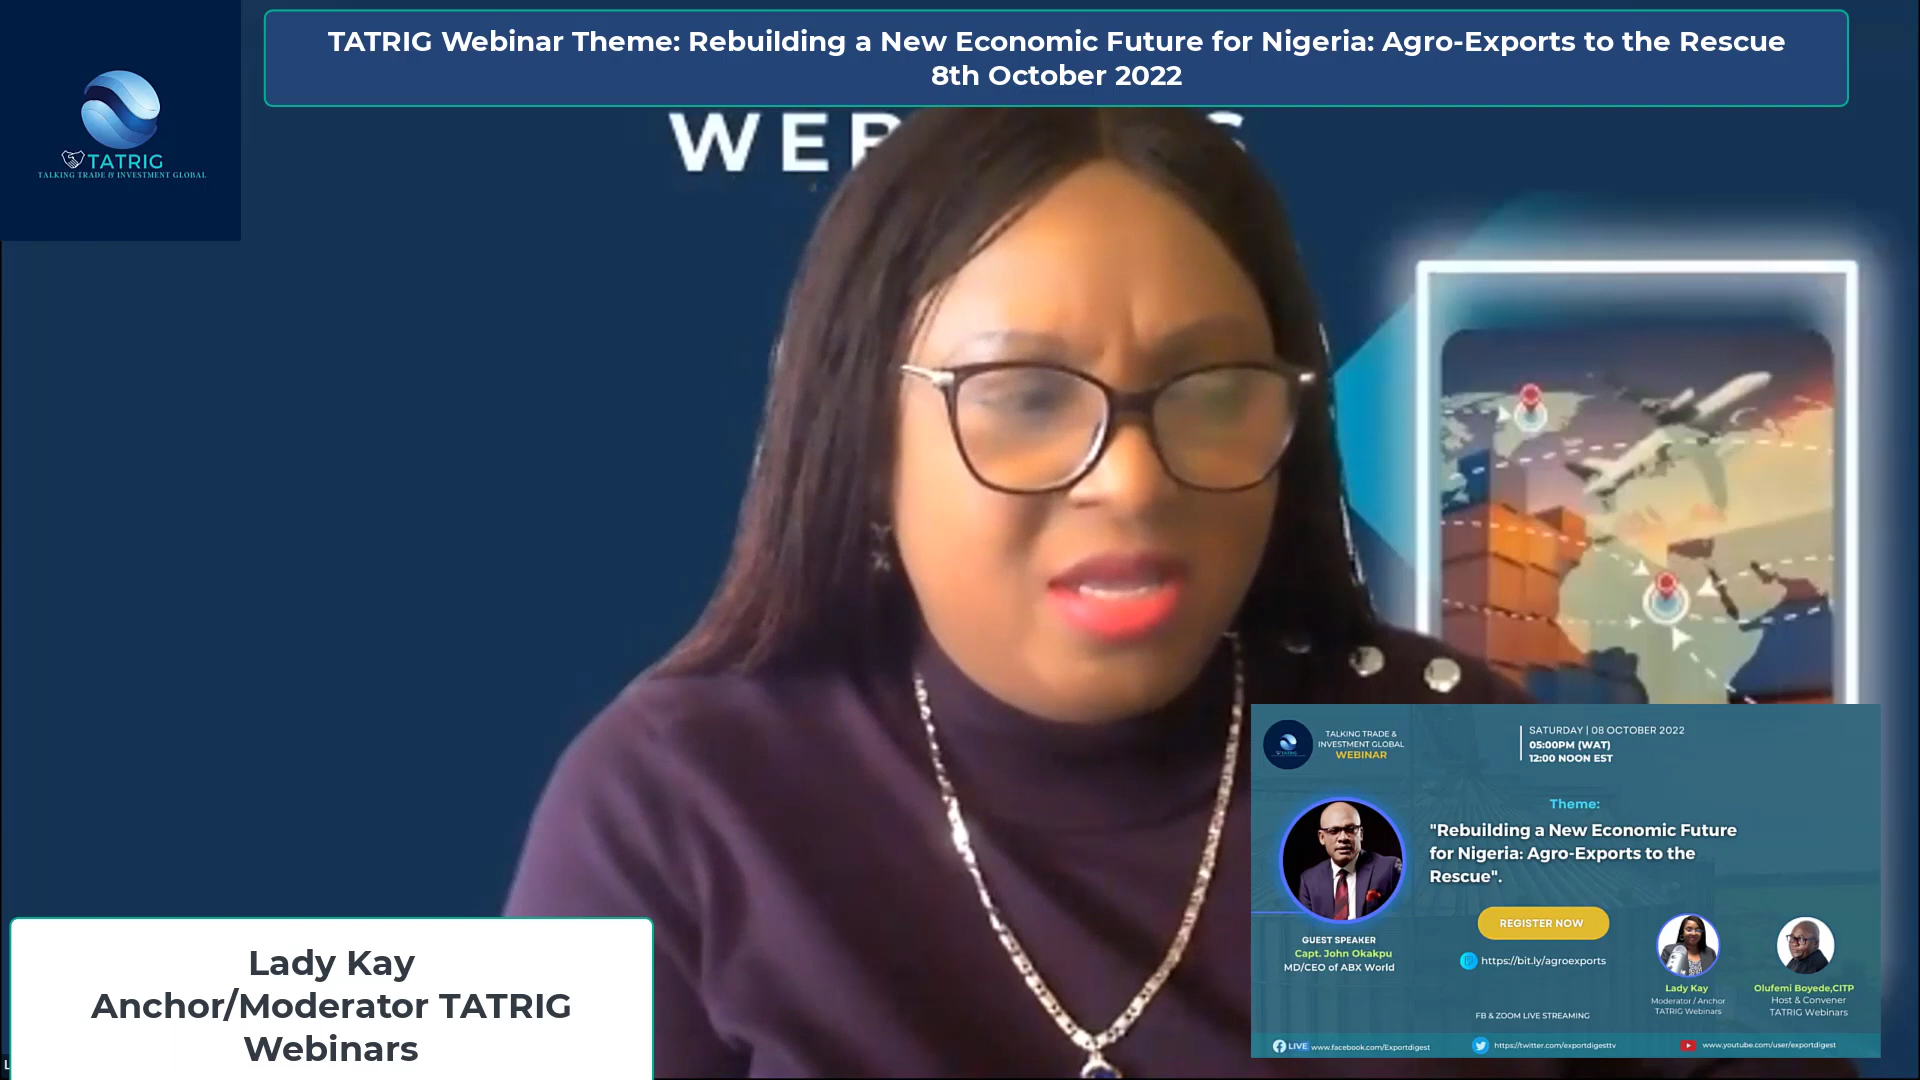 TATRIG Webinar Theme: Rebuilding a New Economic Future for Nigeria: Agro-Exports to the Rescue
8th October 2022
TATRIG
TALKING TRADE & INVESTMENT GLOBAL
WEB S
Lady Kay
Anchor/Moderator TATRIG
Webinars
L
TALKING TRADE &
INVESTMENT GLOBAL
WEBINAR
SATURDAY | 08 OCTOBER 2022
05:00PM (WAT)
12:00 NOON EST
Theme:
"Rebuilding a New Economic Future
for Nigeria: Agro-Exports to the
Rescue".
REGISTER NOW
https://bit.ly/agroexports
GUEST SPEAKER
Capt. John Okakpu
MD/CEO of ABX World
Lady Kay
Moderator / Anchor
TATRIG Webinars
Olufemi Boyede,CITP
Host & Convener
TATRIG Webinars
FB & ZOOM LIVE STREAMING
LIVE www.facebook.com/Exportdigest
https://twitter.com/exportdigesttv
www.youtube.com/user/exportdigest